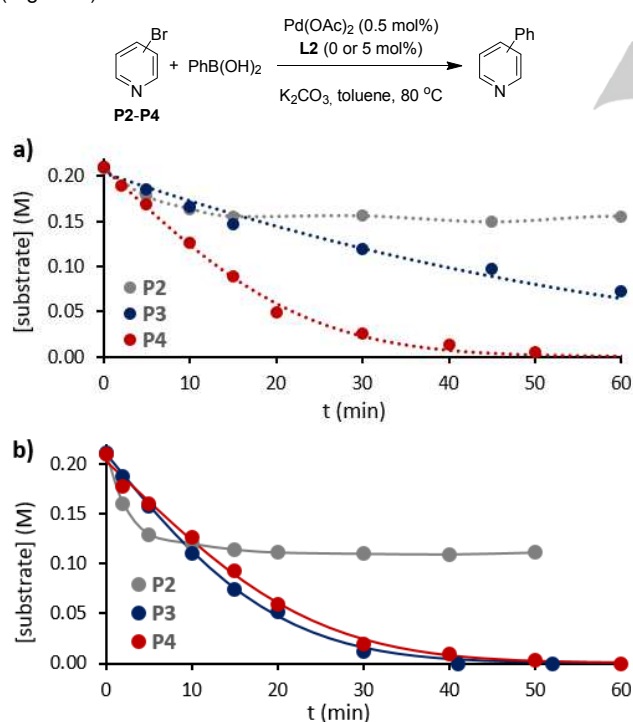 Br
Pd(OAc)₂ (0.5 mol%)
L2 (0 or 5 mol%)
Ph
+ PhB(OH)₂
N
K₂CO₃, toluene, 80 °C
N
P2-P4
a)
[substrate] (M)
0.20
0.15
0.10
0.05
0.00
P2
P3
P4
0 10 20 30 40 50 60
t (min)
b)
[substrate] (M)
0.20
0.15
0.10
0.05
0.00
P2
P3
P4
0 10 20 30 40 50 60
t (min)